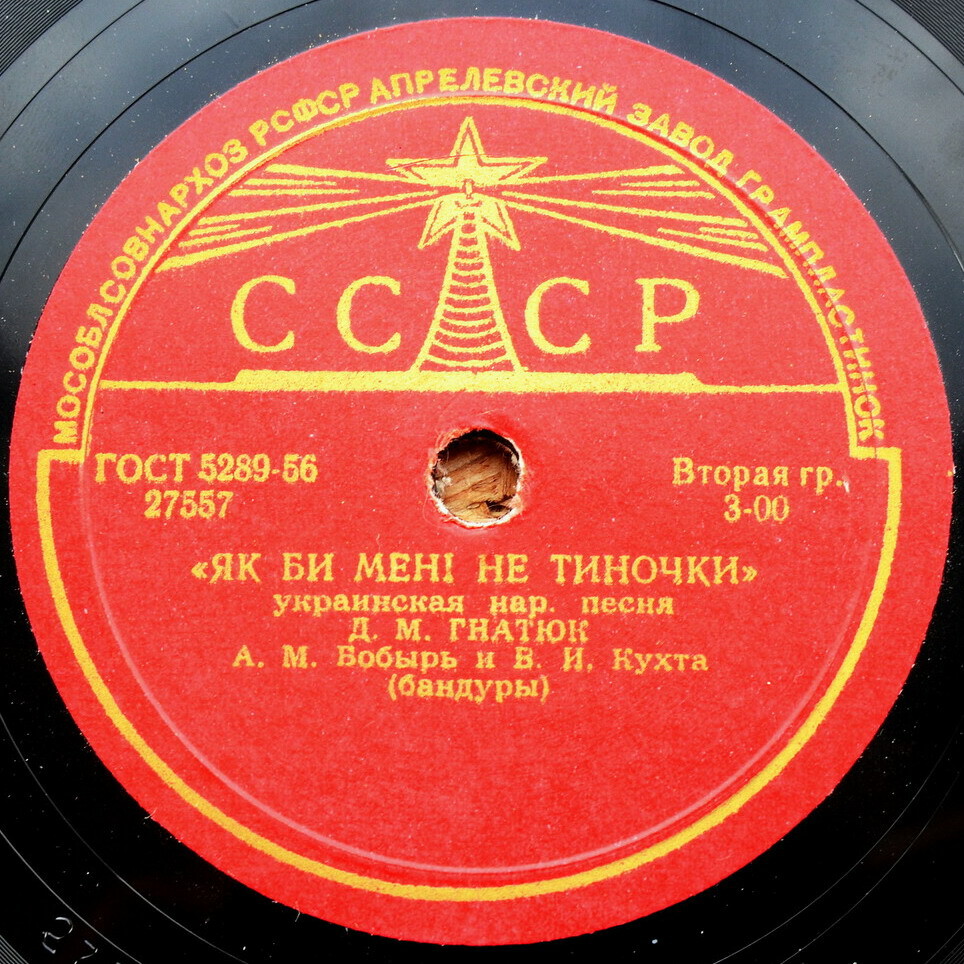 МОСОБЛСОВНАРХОЗ РСФСР АПРЕЛЕВСКИЙ ЗАВОД ГРАМПЛАСТИНОК
СССР
ГОСТ 5289-56
27557
Вторая гр.
3-00
«ЯК БИ МЕНІ НЕ ТИНОЧКИ»
украинская нар. песня
Д. М. ГНАТЮК
А. М. Бобырь и В. И. Кухта
(бандуры)
27